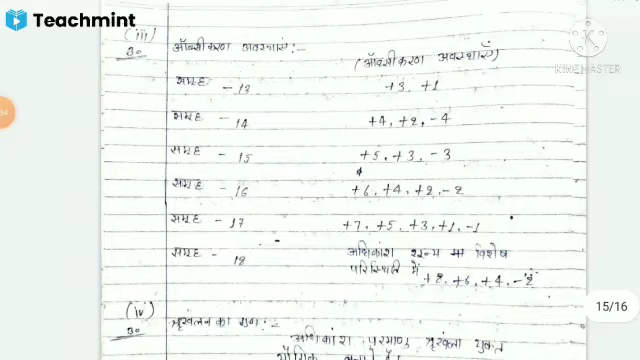 Teachmint
KINEMASTER
(iii)
उ०
ऑक्सीकरण अवस्थाएं :-
(ऑक्सीकरण अवस्थाएँ)
समूह - 13 +3, +1
समूह - 14 +4, +2, -4
समूह - 15 +5, +3, -3
समूह - 16 +6, +4, +2, -2
समूह - 17 +7, +5, +3, +1, -1
समूह - 18 अधिकांश शून्य या विशेष
परिस्थिति में +8, +6, +4, -2
15/16
(iv)
उ०
श्रृंखलन का गुण :-
अधिकांश परमाणु श्रृंखला युक्त
यौगिक